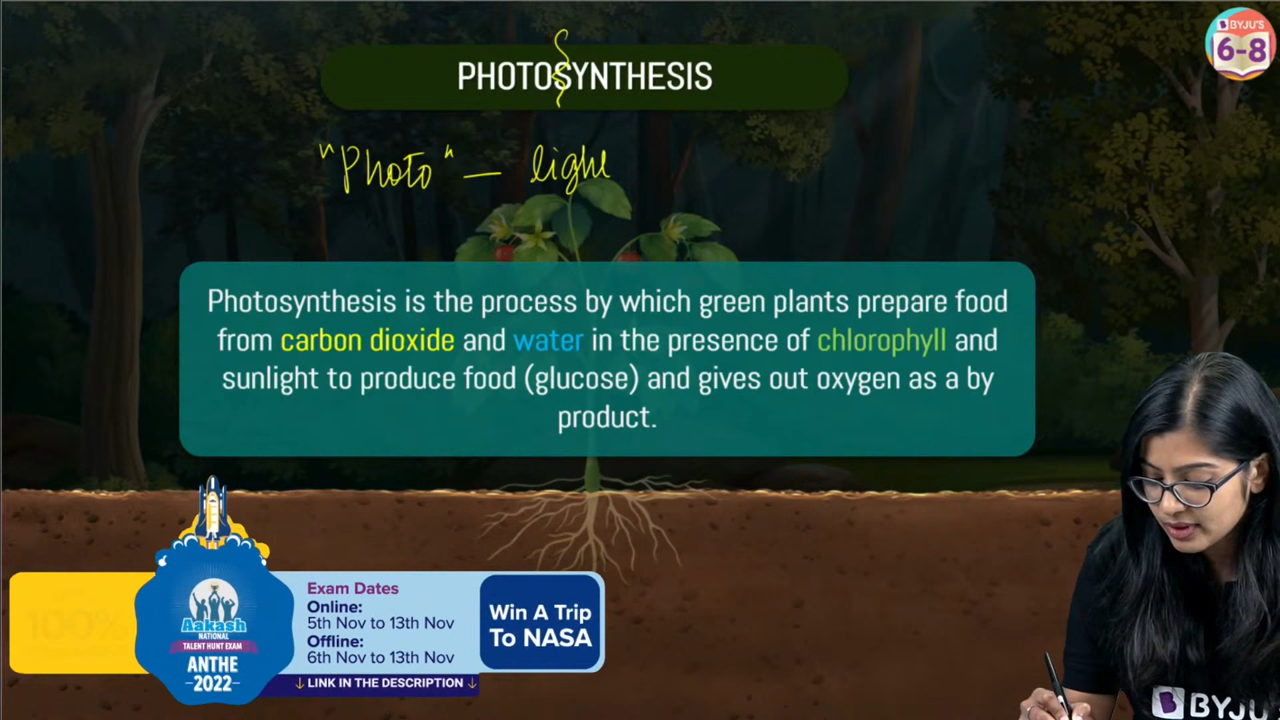 BYJU'S
6-8
PHOTOSYNTHESIS
"Photo" — light
Photosynthesis is the process by which green plants prepare food
from carbon dioxide and water in the presence of chlorophyll and
sunlight to produce food (glucose) and gives out oxygen as a by
product.
100%
Aakash
NATIONAL
TALENT HUNT EXAM
ANTHE
-2022-
Exam Dates
Online:
5th Nov to 13th Nov
Offline:
6th Nov to 13th Nov
↓ LINK IN THE DESCRIPTION ↓
Win A Trip
To NASA
BYJU